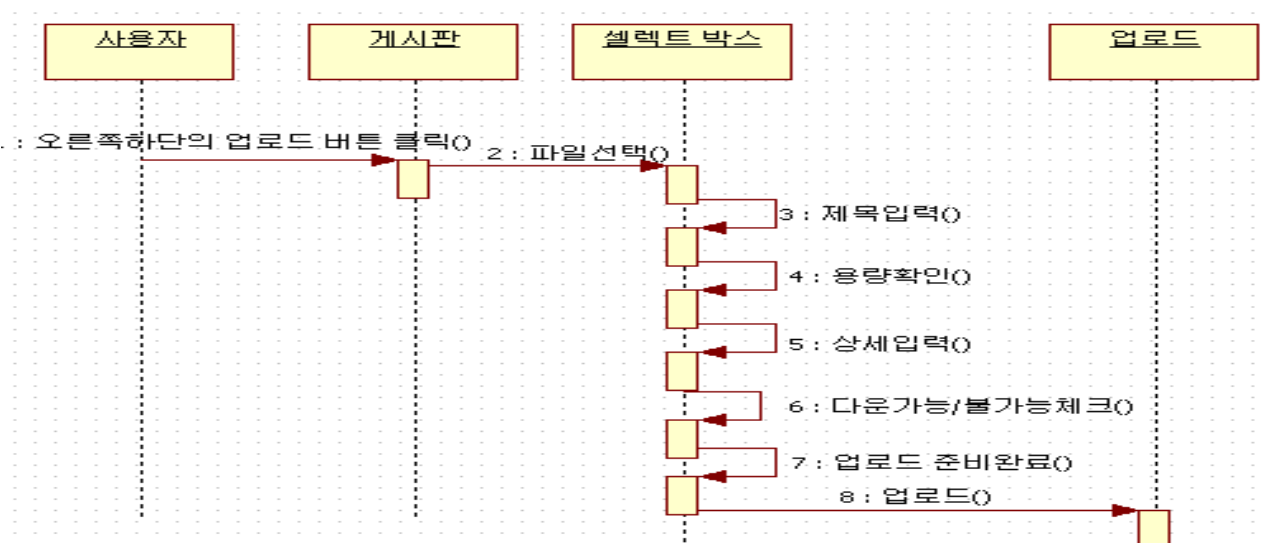 사용자
게시판
셀렉트 박스
업로드
: 오른쪽하단의 업로드 버튼 클릭()
2 : 파일선택()
3 : 제목입력()
4 : 용량확인()
5 : 상세입력()
6 : 다운가능/불가능체크()
7 : 업로드 준비완료()
8 : 업로드()